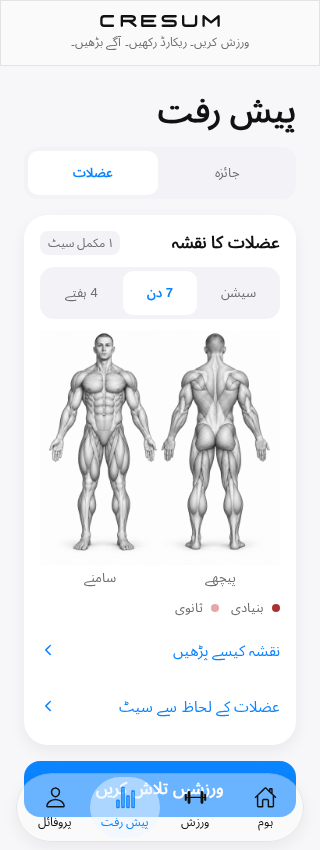 CRESUM
ورزش کریں۔ ریکارڈ رکھیں۔ آگے بڑھیں۔
پیش رفت
جائزہ
عضلات
عضلات کا نقشہ
۱ مکمل سیٹ
سیشن
7 دن
4 ہفتے
پیچھے
سامنے
بنیادی
ثانوی
نقشہ کیسے پڑھیں
عضلات کے لحاظ سے سیٹ
ورزشیں تلاش کریں
ہوم
ورزش
پیش رفت
پروفائل